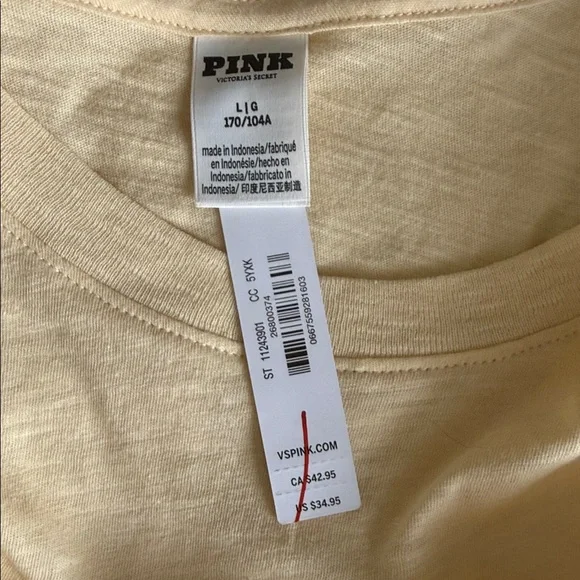 PINK
VICTORIA'S SECRET
L|G
170/104A
made in Indonesia/fabriqué
en Indonésie/hecho en
Indonesia/fabbricato in
Indonesia/ 印度尼西亚制造
ST 11243901 CC 5YXK
26800374
0667559281603
VSPINK.COM
CA $42.95
US $34.95